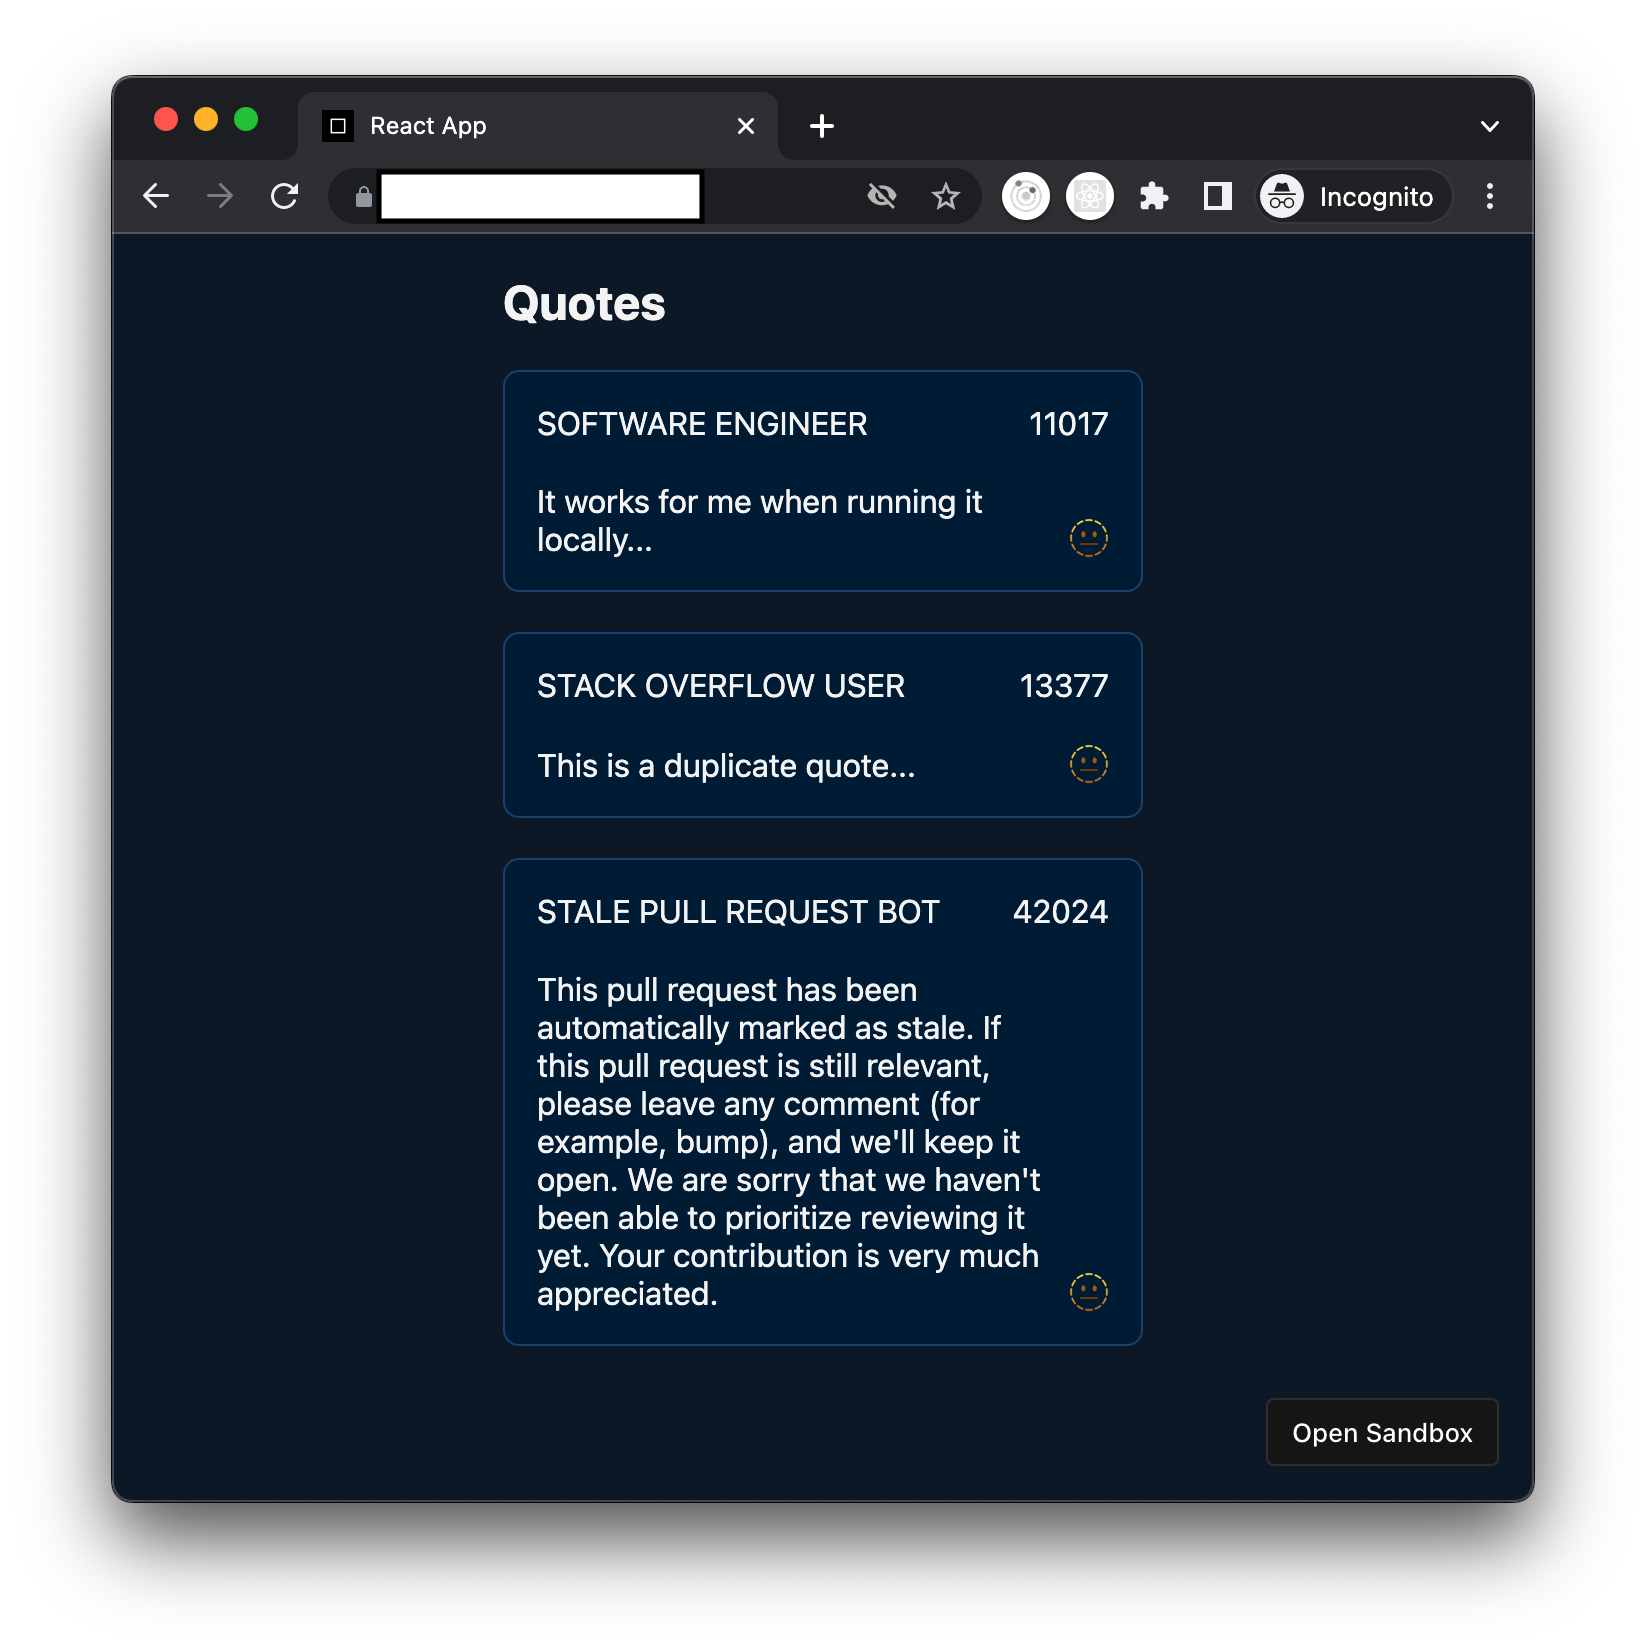 React App
Incognito
Quotes
SOFTWARE ENGINEER 11017
It works for me when running it
locally...
STACK OVERFLOW USER 13377
This is a duplicate quote...
STALE PULL REQUEST BOT 42024
This pull request has been
automatically marked as stale. If
this pull request is still relevant,
please leave any comment (for
example, bump), and we'll keep it
open. We are sorry that we haven't
been able to prioritize reviewing it
yet. Your contribution is very much
appreciated.
Open Sandbox